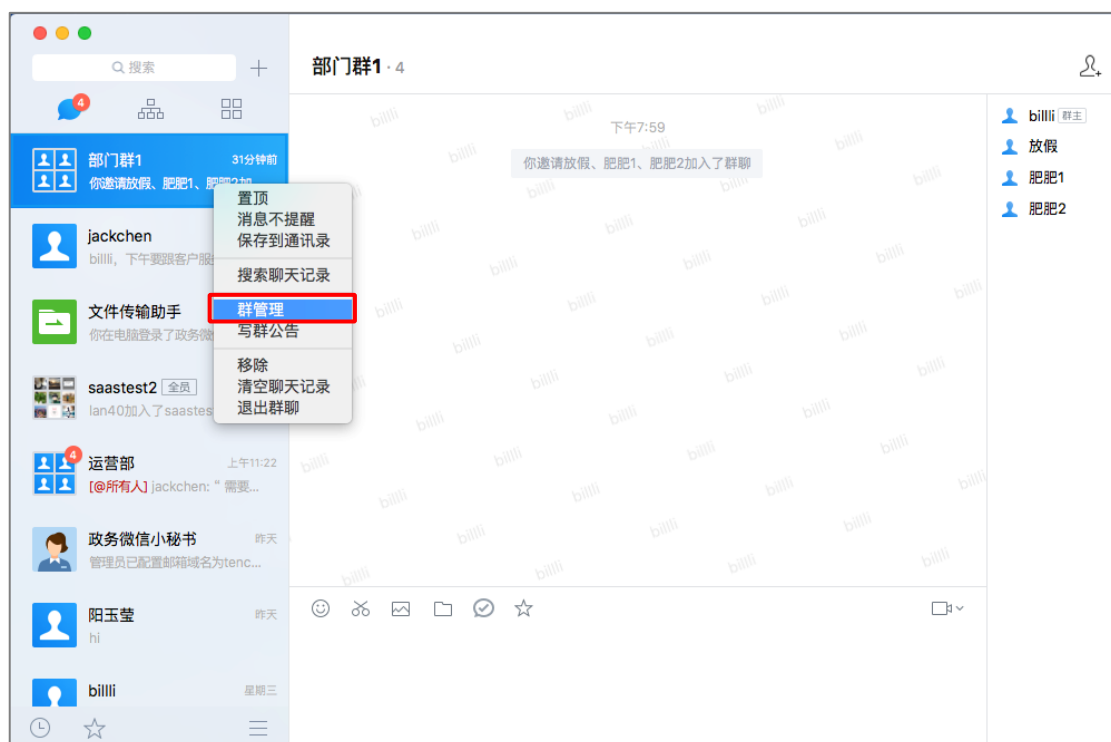 搜索
4
部门群1
31分钟前
你邀请放假、肥肥1、肥肥2加
jackchen
billli，下午要跟客户服
文件传输助手
你在电脑登录了政务微
saastest2 全员
lan40加入了saastes
4
运营部
上午11:22
[@所有人] jackchen: “ 需要...
政务微信小秘书
昨天
管理员已配置邮箱域名为tenc...
阳玉莹
昨天
hi
billli
星期三
置顶
消息不提醒
保存到通讯录
搜索聊天记录
群管理
写群公告
移除
清空聊天记录
退出群聊
部门群1 · 4
下午7:59
你邀请放假、肥肥1、肥肥2加入了群聊
billli 群主
放假
肥肥1
肥肥2
billli